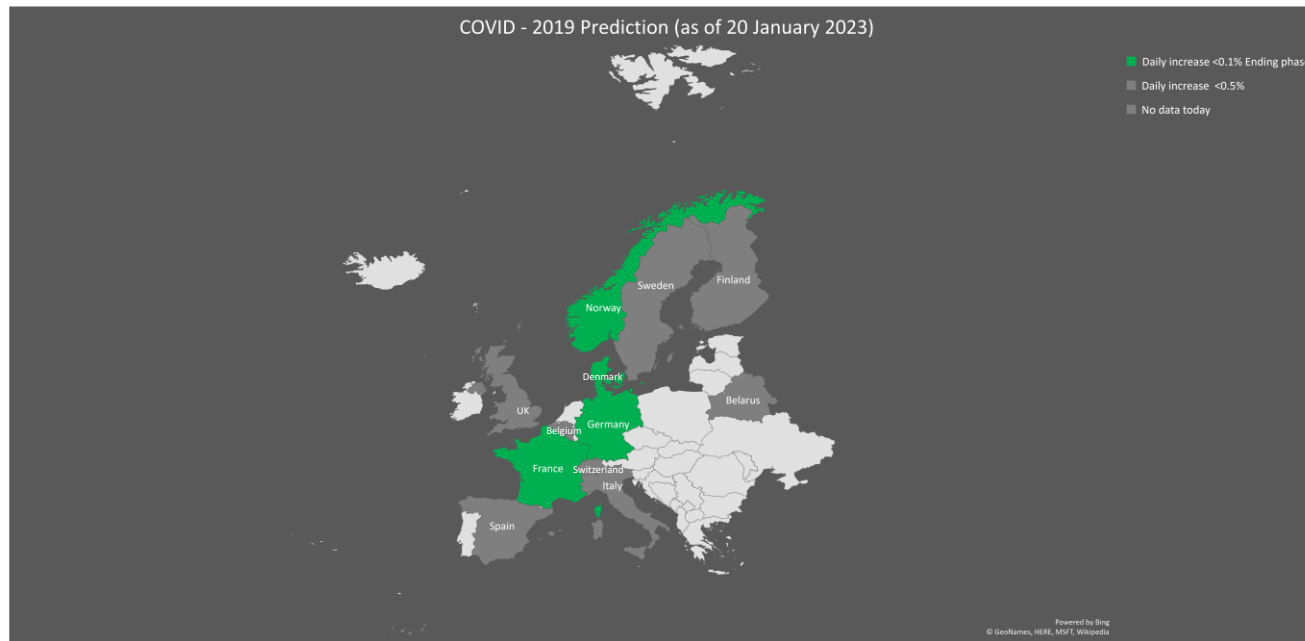 COVID - 2019 Prediction (as of 20 January 2023)
Daily increase <0.1% Ending phase
Daily increase <0.5%
No data today
Norway
Sweden
Finland
Denmark
UK
Belgium
Germany
Belarus
France
Switzerland
Italy
Spain
Powered by Bing
© GeoNames, HERE, MSFT, Wikipedia